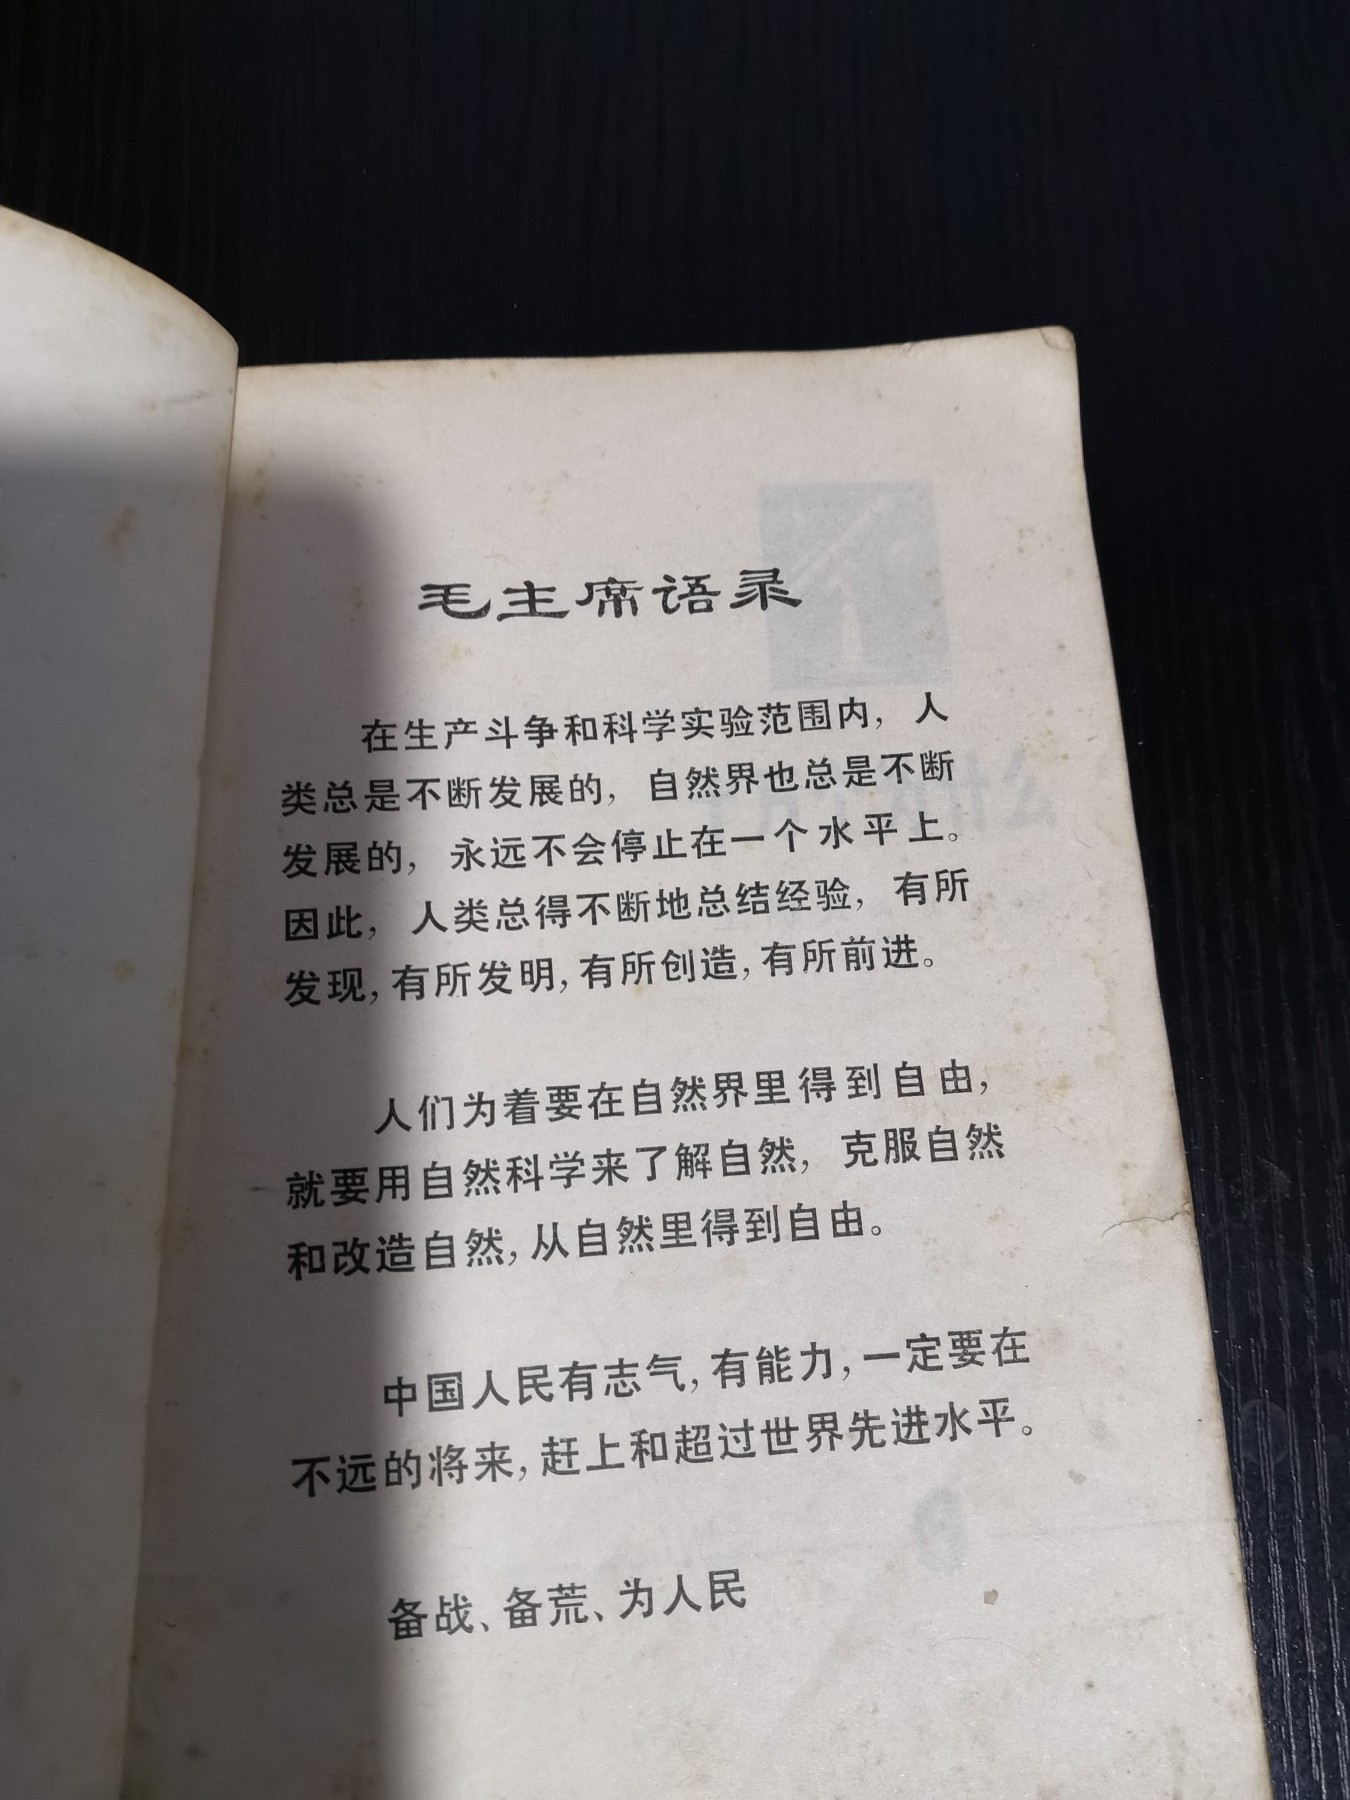 毛主席语录
在生产斗争和科学实验范围内，人
类总是不断发展的，自然界也总是不断
发展的，永远不会停止在一个水平上。
因此，人类总得不断地总结经验，有所
发现，有所发明，有所创造，有所前进。
人们为着要在自然界里得到自由，
就要用自然科学来了解自然，克服自然
和改造自然，从自然里得到自由。
中国人民有志气，有能力，一定要在
不远的将来，赶上和超过世界先进水平。
备战、备荒、为人民